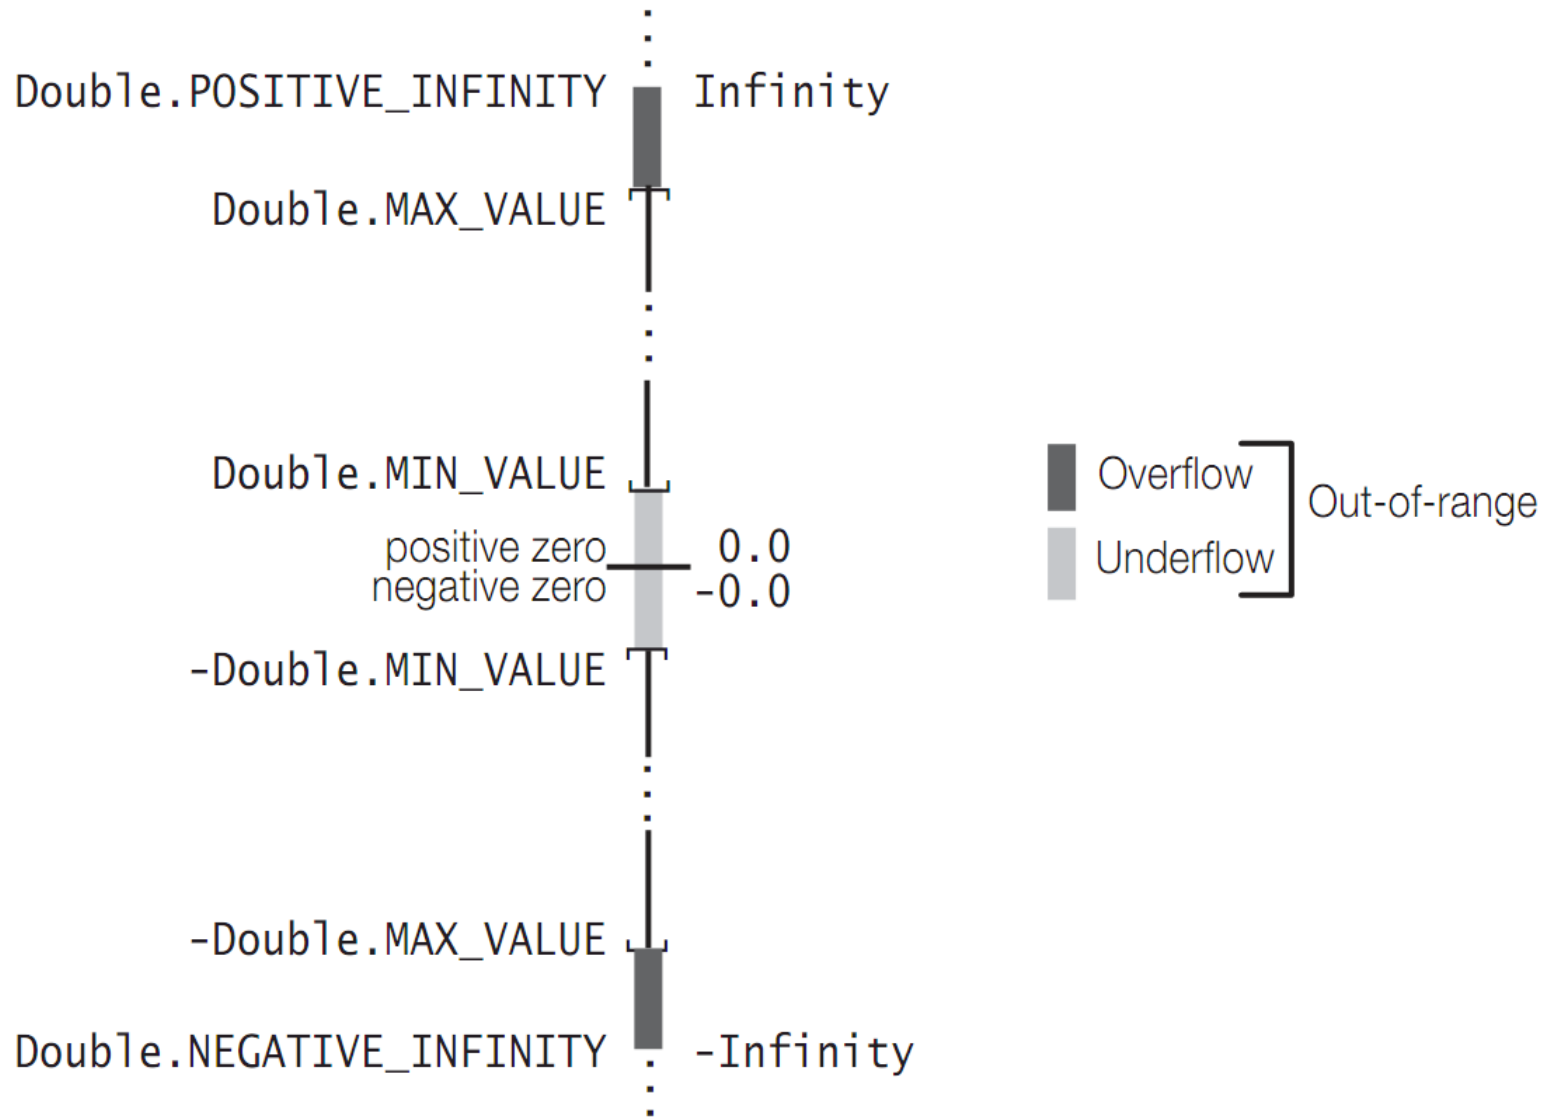 Double.POSITIVE_INFINITY Infinity
Double.MAX_VALUE
Double.MIN_VALUE
positive zero 0.0
negative zero -0.0
-Double.MIN_VALUE
-Double.MAX_VALUE
Double.NEGATIVE_INFINITY -Infinity
Overflow
Underflow
Out-of-range